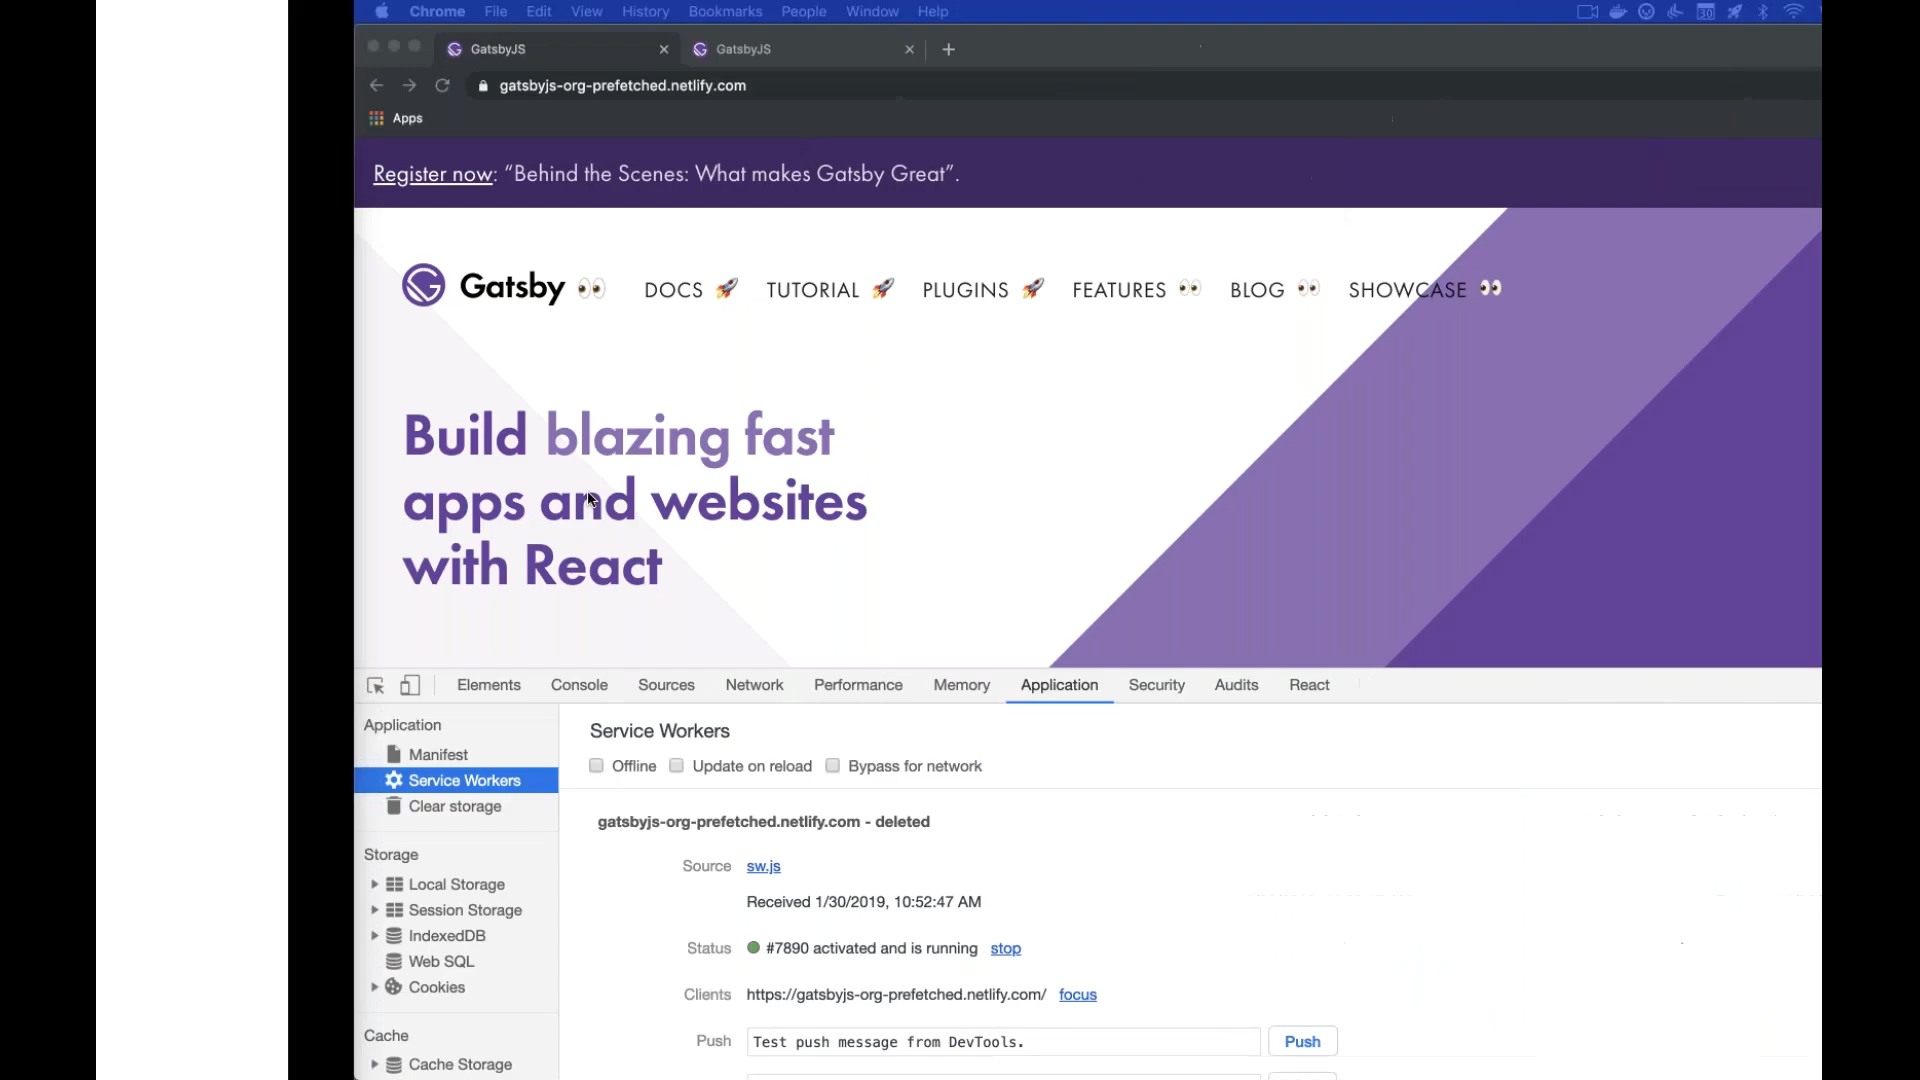 Chrome File Edit View History Bookmarks People Window Help
30
GatsbyJS GatsbyJS
gatsbyjs-org-prefetched.netlify.com
Apps
Register now: “Behind the Scenes: What makes Gatsby Great”.
Gatsby 👀 DOCS 🚀 TUTORIAL 🚀 PLUGINS 🚀 FEATURES 👀 BLOG 👀 SHOWCASE 👀
Build blazing fast
apps and websites
with React
Elements Console Sources Network Performance Memory Application Security Audits React
Application
Manifest
Service Workers
Clear storage
Storage
Local Storage
Session Storage
IndexedDB
Web SQL
Cookies
Cache
Cache Storage
Service Workers
Offline Update on reload Bypass for network
gatsbyjs-org-prefetched.netlify.com - deleted
Source sw.js
Received 1/30/2019, 10:52:47 AM
Status #7890 activated and is running stop
Clients https://gatsbyjs-org-prefetched.netlify.com/ focus
Push Test push message from DevTools. Push